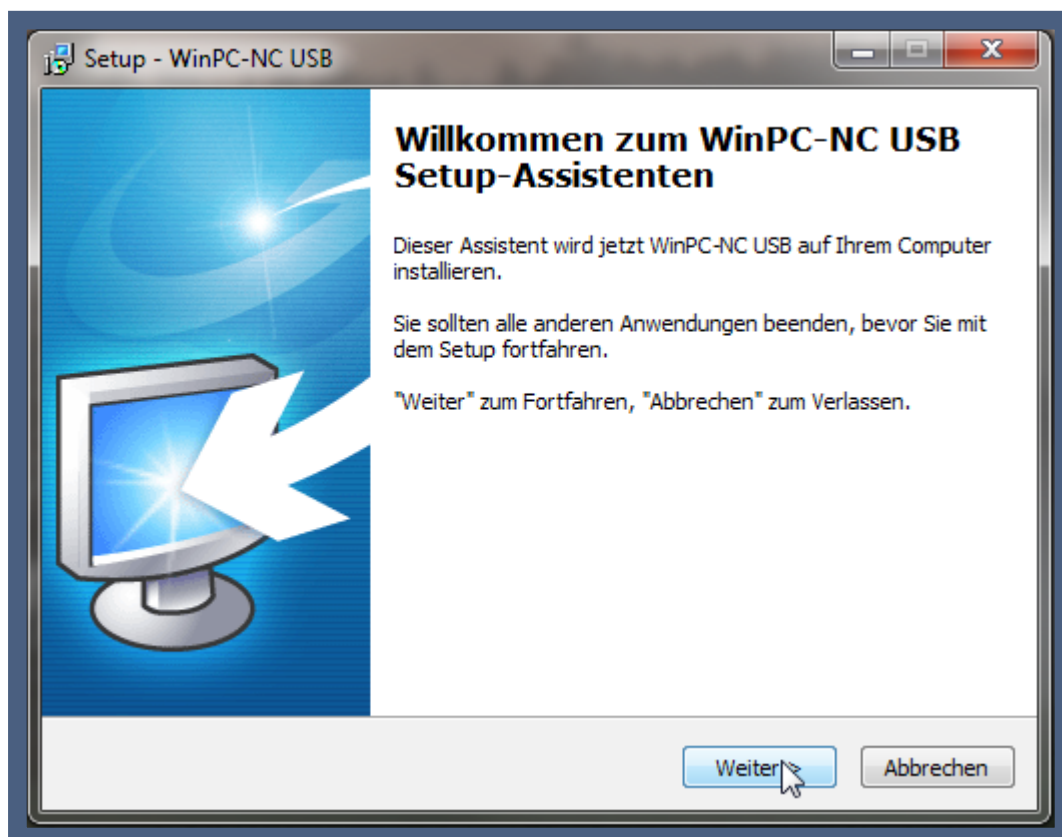 Setup - WinPC-NC USB
Willkommen zum WinPC-NC USB
Setup-Assistenten
Dieser Assistent wird jetzt WinPC-NC USB auf Ihrem Computer
installieren.
Sie sollten alle anderen Anwendungen beenden, bevor Sie mit
dem Setup fortfahren.
"Weiter" zum Fortfahren, "Abbrechen" zum Verlassen.
Weiter >
Abbrechen